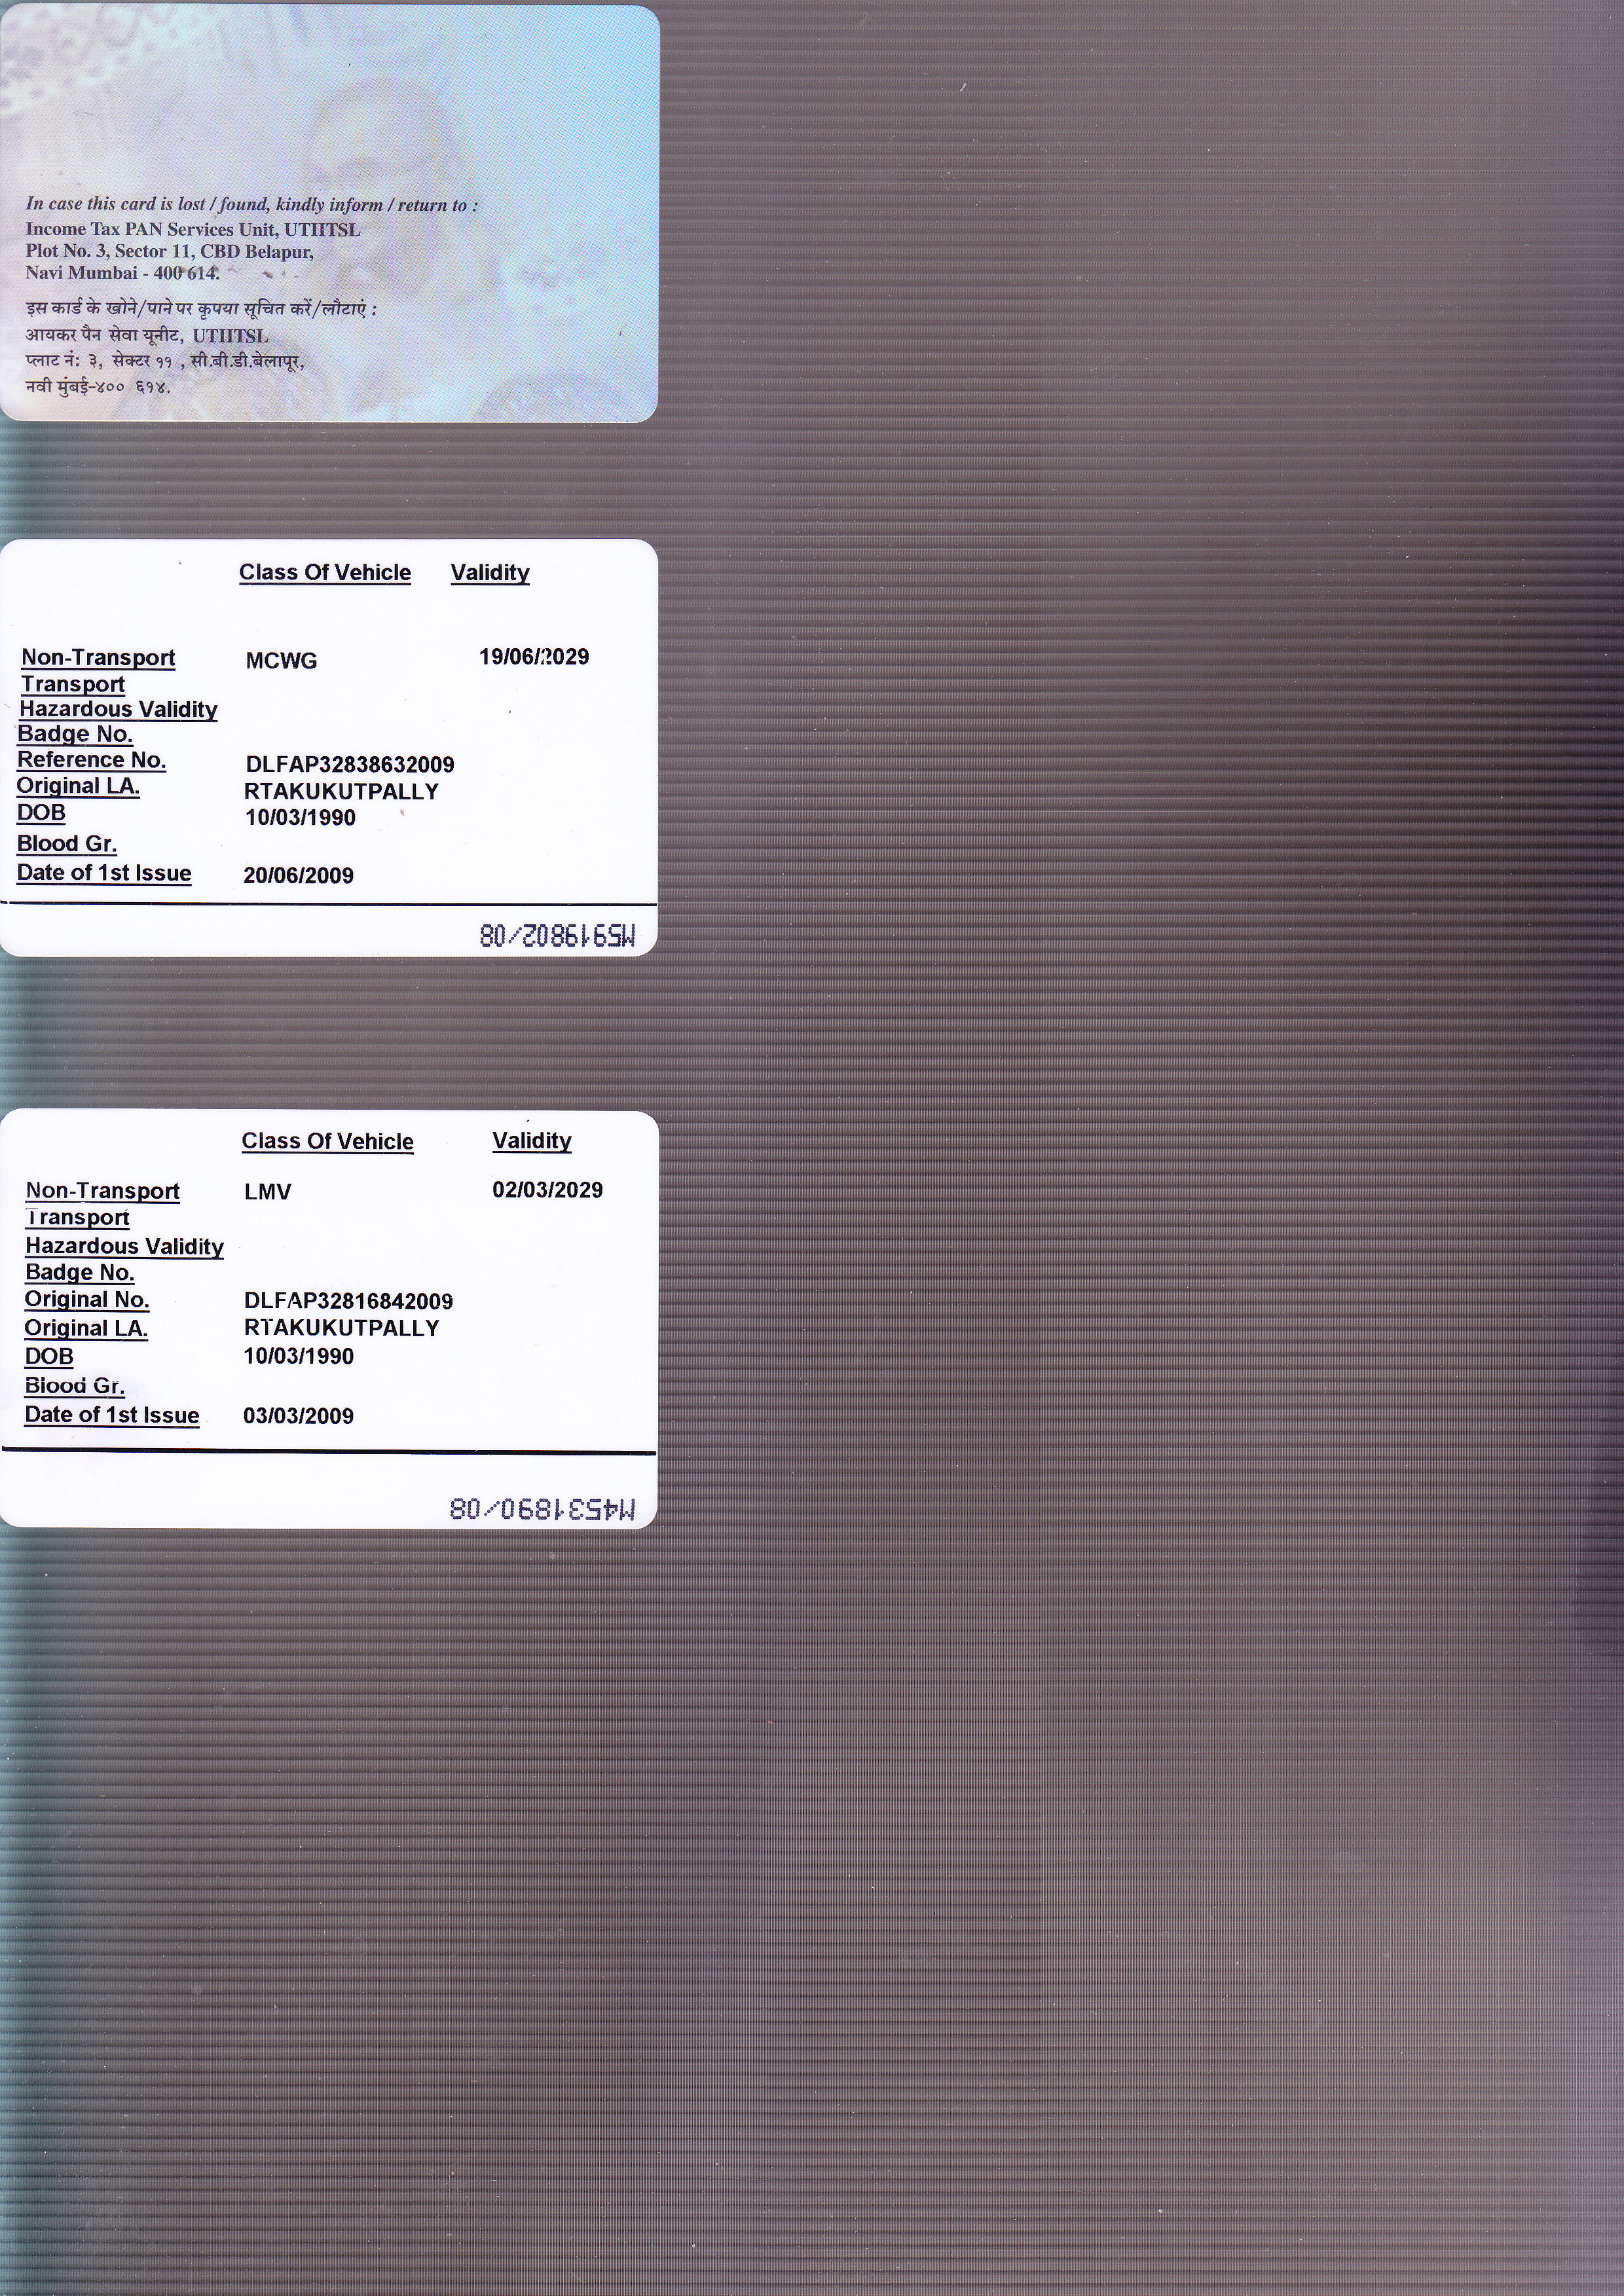 In case this card is lost / found, kindly inform / return to :
Income Tax PAN Services Unit, UTIITSL
Plot No. 3, Sector 11, CBD Belapur,
Navi Mumbai - 400 614.
इस कार्ड के खोने/पाने पर कृपया सूचित करें/लौटाएं :
आयकर पैन सेवा यूनीट, UTIITSL
प्लाट नं: ३, सेक्टर ११ , सी.बी.डी.बेलापूर,
नवी मुंबई-४०० ६१४.
Class Of Vehicle Validity
Non-Transport MCWG 19/06/2029
Transport
Hazardous Validity
Badge No.
Reference No. DLFAP32838632009
Original LA. RTAKUKUTPALLY
DOB 10/03/1990
Blood Gr.
Date of 1st Issue 20/06/2009
M5919802/08
Class Of Vehicle Validity
Non-Transport LMV 02/03/2029
Transport
Hazardous Validity
Badge No.
Original No. DLFAP32816842009
Original LA. RTAKUKUTPALLY
DOB 10/03/1990
Blood Gr.
Date of 1st Issue 03/03/2009
M4531890/08